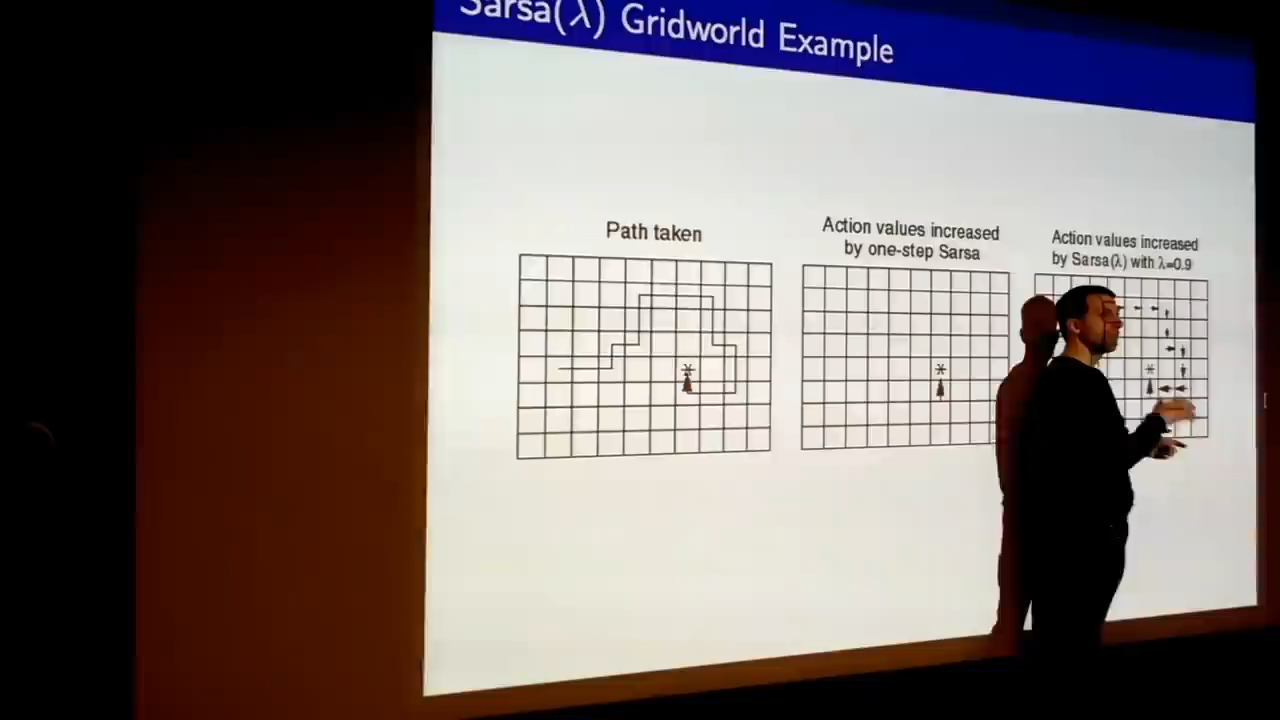 Sarsa(λ) Gridworld Example
Path taken
Action values increased
by one-step Sarsa
Action values increased
by Sarsa(λ) with λ=0.9